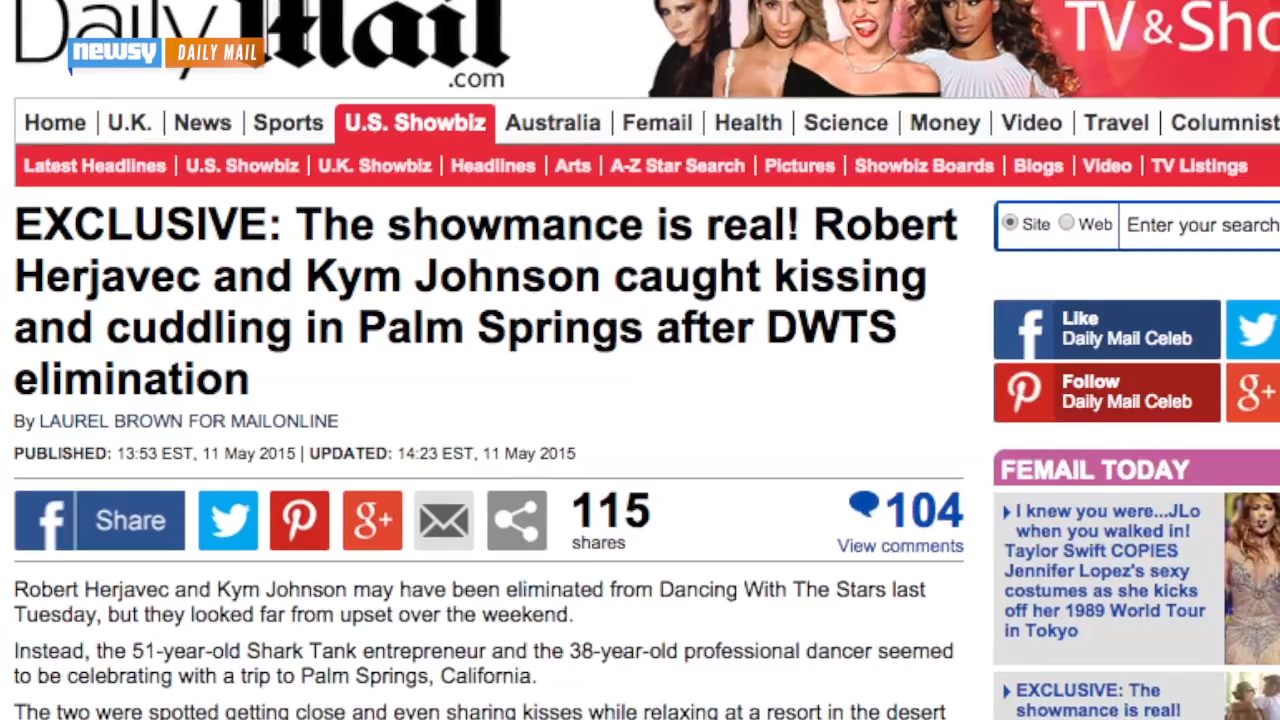 Daily Mail
newsy DAILY MAIL
.com
TV & Sho
Home U.K. News Sports U.S. Showbiz Australia Femail Health Science Money Video Travel Columnist
Latest Headlines U.S. Showbiz U.K. Showbiz Headlines Arts A-Z Star Search Pictures Showbiz Boards Blogs Video TV Listings
EXCLUSIVE: The showmance is real! Robert
Herjavec and Kym Johnson caught kissing
and cuddling in Palm Springs after DWTS
elimination
By LAUREL BROWN FOR MAILONLINE
PUBLISHED: 13:53 EST, 11 May 2015 | UPDATED: 14:23 EST, 11 May 2015
Share
115
shares
104
View comments
Robert Herjavec and Kym Johnson may have been eliminated from Dancing With The Stars last
Tuesday, but they looked far from upset over the weekend.
Instead, the 51-year-old Shark Tank entrepreneur and the 38-year-old professional dancer seemed
to be celebrating with a trip to Palm Springs, California.
The two were spotted getting close and even sharing kisses while relaxing at a resort in the desert
Site Web Enter your search
Like
Daily Mail Celeb
Follow
Daily Mail Celeb
g+
FEMAIL TODAY
I knew you were...JLo
when you walked in!
Taylor Swift COPIES
Jennifer Lopez's sexy
costumes as she kicks
off her 1989 World Tour
in Tokyo
EXCLUSIVE: The
showmance is real!